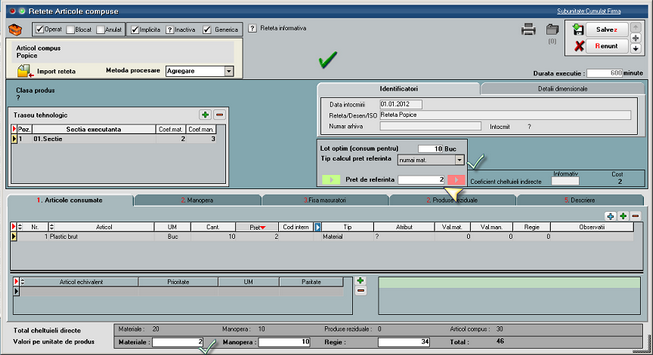 Retete Articole compuse
Subunitate:Cumulat Firma
Operat Blocat Anulat Implicita ? Inactiva Generica ? Reteta informativa
(0)
Salvez
Renunt
Articol compus
Popice
Import reteta Metoda procesare Agregare
Durata executie : 600 minute
Clasa produs
?
Identificatori Detalii dimensionale
Data intocmirii 01.01.2012
Reteta/Desen/ISO Reteta Popice
Numar arhiva Intocmit ?
Traseu tehnologic
Poz. Sectia executanta Coef.mat. Coef.man.
1 01.Sectie 2 3
Lot optim (consum pentru) 10 Buc
Tip calcul pret referinta numai mat.
Pret de referinta 2
Coeficient cheltuieli indirecte Informativ Cost
2
1. Articole consumate 2. Manopera 3.Fisa masuratori 2. Produse reziduale 5. Descriere
Nr. Articol UM Cant. Pret Cod intern Tip Atribut Val.mat. Val.man. Regie Observatii
1 Plastic brut Buc 10 2 Material ? 0 0 0
Articol echivalent Prioritate UM Paritate
Total cheltuieli directe Materiale : 20 Manopera : 10 Produse reziduale : 0 Articol compus : 30
Valori pe unitate de produs Materiale : 2 Manopera : 10 Regie : 34 Total : 46